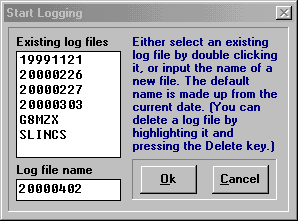 Start Logging
Existing log files
19991121
20000226
20000227
20000303
G8MZX
SLINCS
Log file name
20000402
Either select an existing
log file by double clicking
it, or input the name of a
new file. The default
name is made up from the
current date. (You can
delete a log file by
highlighting it and
pressing the Delete key.)
Ok
Cancel